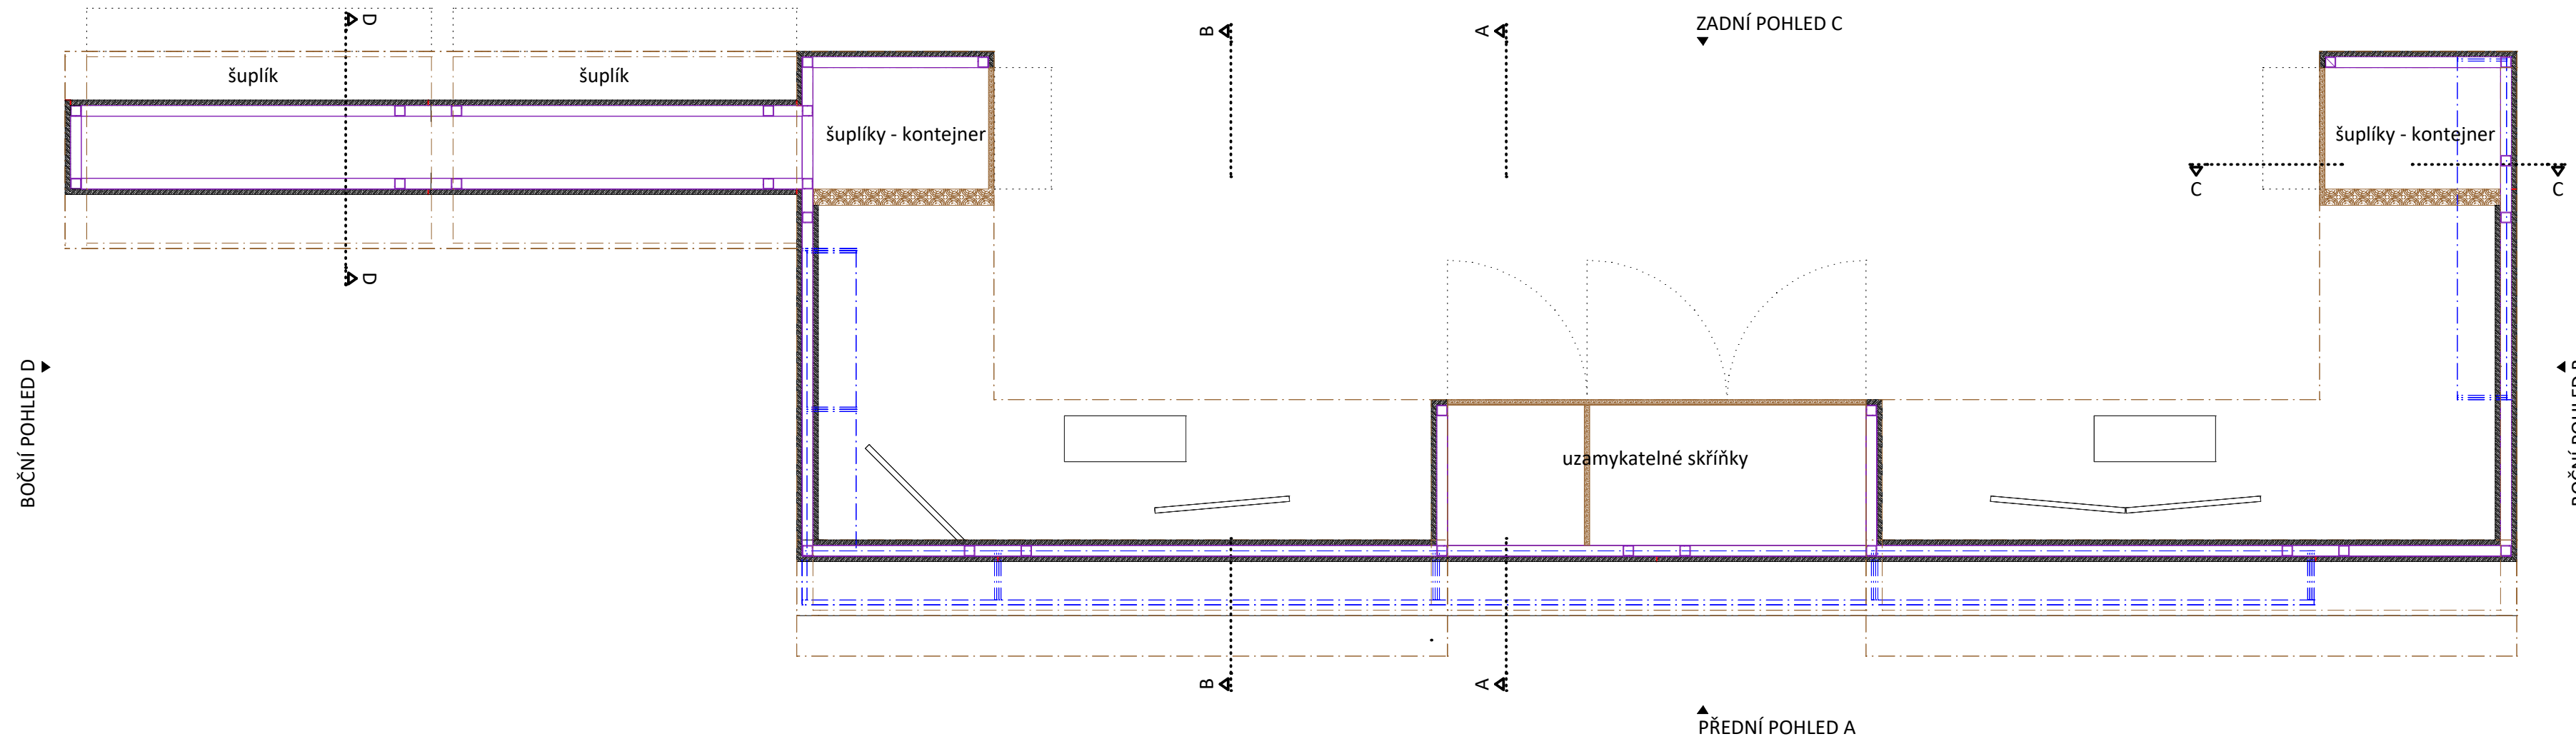 D
B
A
ZADNÍ POHLED C
šuplík
šuplík
šuplíky - kontejner
šuplíky - kontejner
C
C
D
BOČNÍ POHLED D
uzamykatelné skříňky
B
A
PŘEDNÍ POHLED A